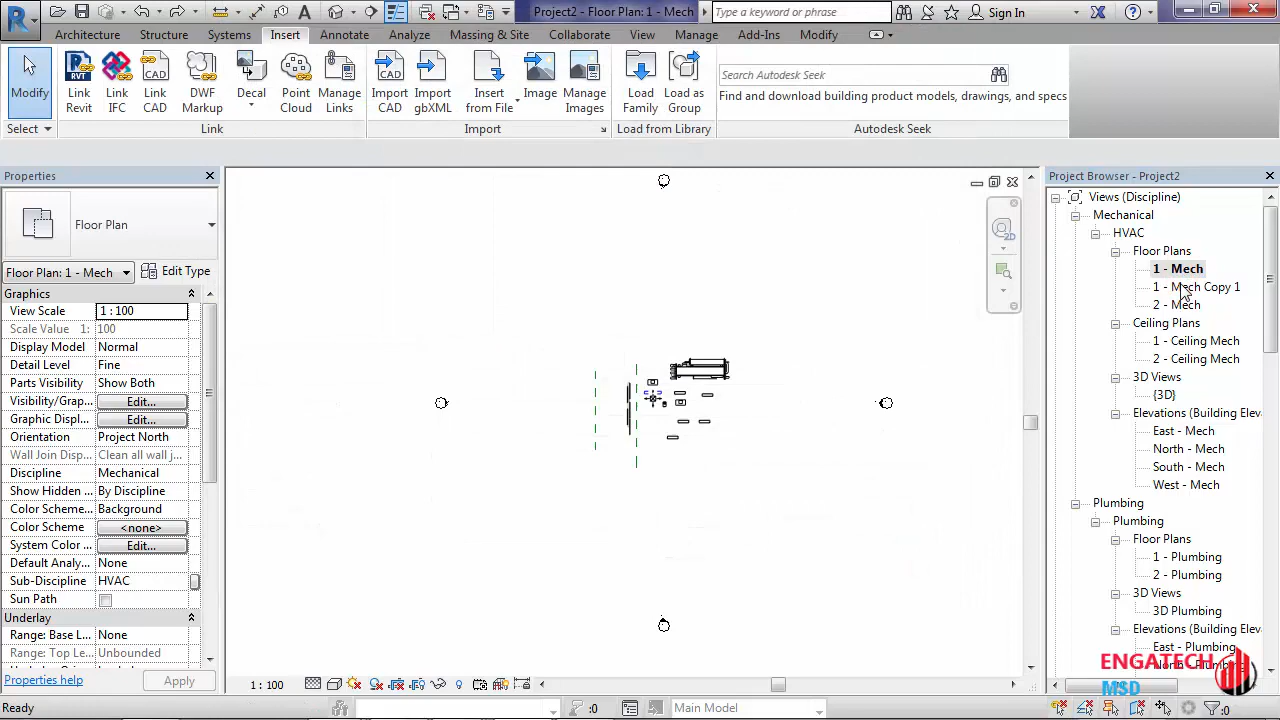 Project2 - Floor Plan: 1 - Mech
Type a keyword or phrase
Sign In
Architecture Structure Systems Insert Annotate Analyze Massing & Site Collaborate View Manage Add-Ins Modify
Modify
Link Revit
Link IFC
Link CAD
DWF Markup
Decal
Point Cloud
Manage Links
Import CAD
Import gbXML
Insert from File
Image
Manage Images
Load Family
Load as Group
Search Autodesk Seek
Find and download building product models, drawings, and specs
Select
Link
Import
Load from Library
Autodesk Seek
Properties
Floor Plan
Floor Plan: 1 - Mech
Edit Type
Graphics
View Scale 1 : 100
Scale Value 1: 100
Display Model Normal
Detail Level Fine
Parts Visibility Show Both
Visibility/Grap... Edit...
Graphic Displ... Edit...
Orientation Project North
Wall Join Disp... Clean all wall j...
Discipline Mechanical
Show Hidden ... By Discipline
Color Scheme... Background
Color Scheme <none>
System Color ... Edit...
Default Analy... None
Sub-Discipline HVAC
Sun Path
Underlay
Range: Base L... None
Range: Top Le... Unbounded
Properties help
Apply
2D
1 : 100
Project Browser - Project2
Views (Discipline)
Mechanical
HVAC
Floor Plans
1 - Mech
1 - Mech Copy 1
2 - Mech
Ceiling Plans
1 - Ceiling Mech
2 - Ceiling Mech
3D Views
{3D}
Elevations (Building Elev
East - Mech
North - Mech
South - Mech
West - Mech
Plumbing
Plumbing
Floor Plans
1 - Plumbing
2 - Plumbing
3D Views
3D Plumbing
Elevations (Building Elev
East - Plumbing
ENGATECH
MSD
Ready
:0
Main Model
:0